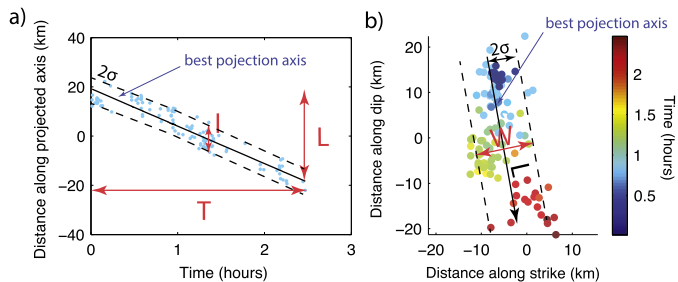 a)
Distance along projected axis (km)
40
20
0
−20
−40
2σ
best pojection axis
l
L
T
0
1
2
3
Time (hours)
b)
best pojection axis
Distance along dip (km)
20
10
0
−10
−20
2σ
W
L
−20
−10
0
10
Distance along strike (km)
2
1.5
1
0.5
Time (hours)